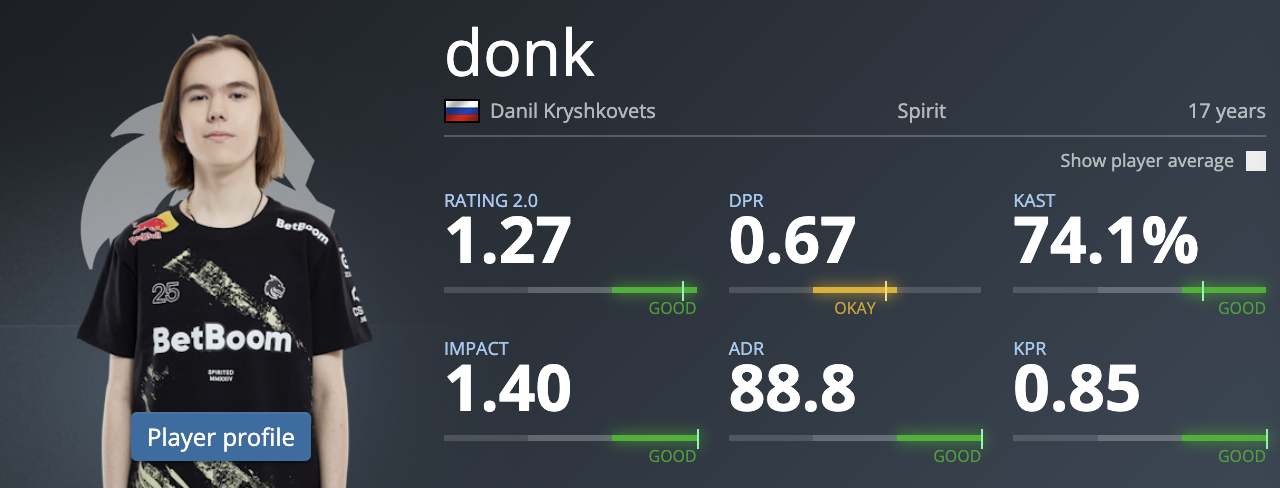 donk
Danil Kryshkovets
Spirit
17 years
Show player average
RATING 2.0
1.27
GOOD
DPR
0.67
OKAY
KAST
74.1%
GOOD
IMPACT
1.40
GOOD
ADR
88.8
GOOD
KPR
0.85
GOOD
Red Bull
BetBoom
25
BetBoom
SPIRITED
MMXXIV
Player profile